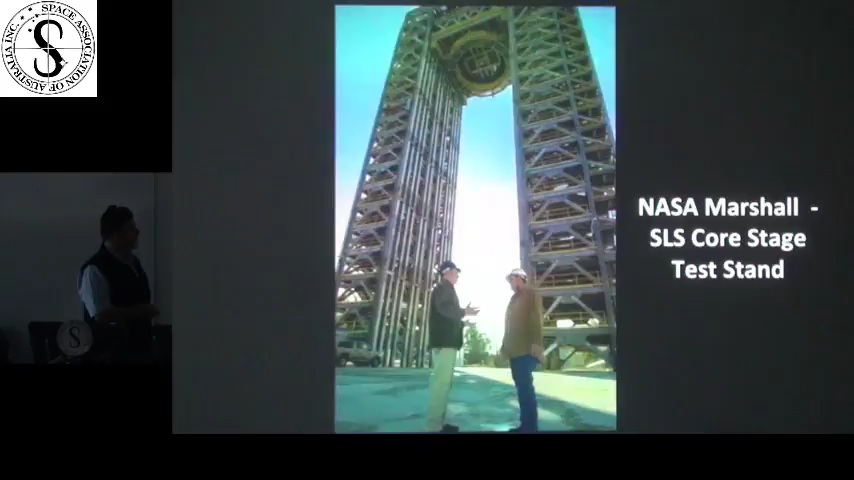 SPACE ASSOCIATION OF AUSTRALIA INC.
S
NASA Marshall -
SLS Core Stage
Test Stand
S